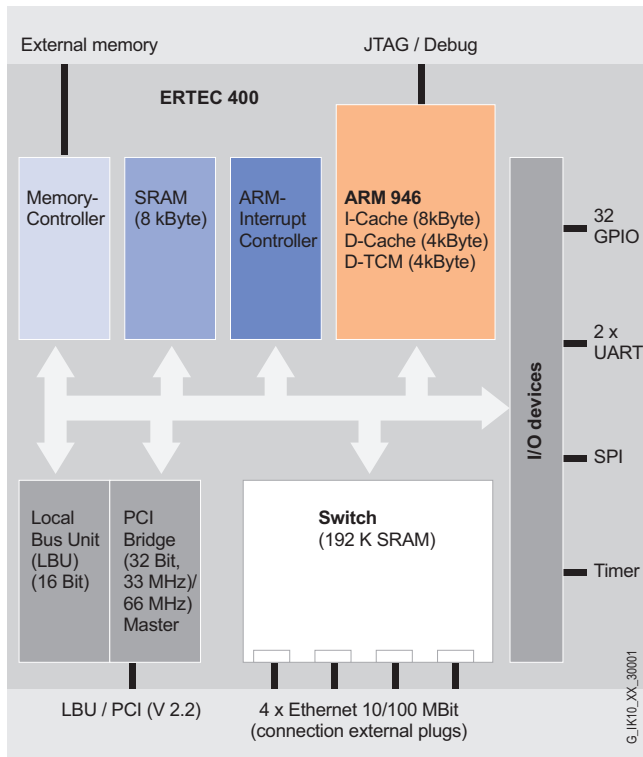 External memory
JTAG / Debug
ERTEC 400
Memory-
Controller
SRAM
(8 kByte)
ARM-
Interrupt
Controller
ARM 946
I-Cache (8kByte)
D-Cache (4kByte)
D-TCM (4kByte)
I/O devices
32
GPIO
2 x
UART
SPI
Timer
Local
Bus Unit
(LBU)
(16 Bit)
PCI
Bridge
(32 Bit,
33 MHz)/
66 MHz)
Master
Switch
(192 K SRAM)
LBU / PCI (V 2.2)
4 x Ethernet 10/100 MBit
(connection external plugs)
G_IK10_XX_30001